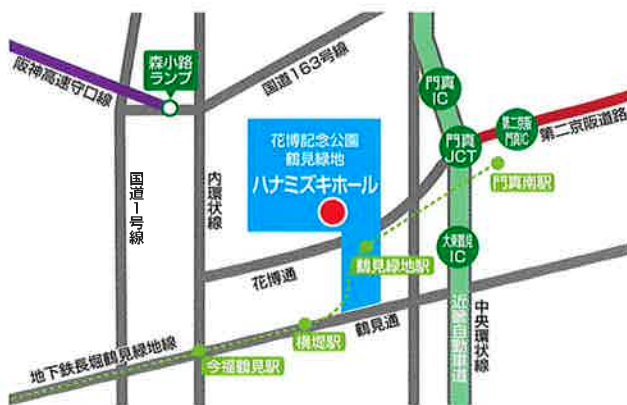 阪神高速守口線
森小路
ランプ
国道163号線
門真
IC
第二京阪
門真IC
第二京阪道路
門真
JCT
門真南駅
花博記念公園
鶴見緑地
ハナミズキホール
国道1号線
内環状線
大東鶴見
IC
鶴見緑地駅
花博通
近畿自動車道
中央環状線
鶴見通
横堤駅
地下鉄長堀鶴見緑地線
今福鶴見駅